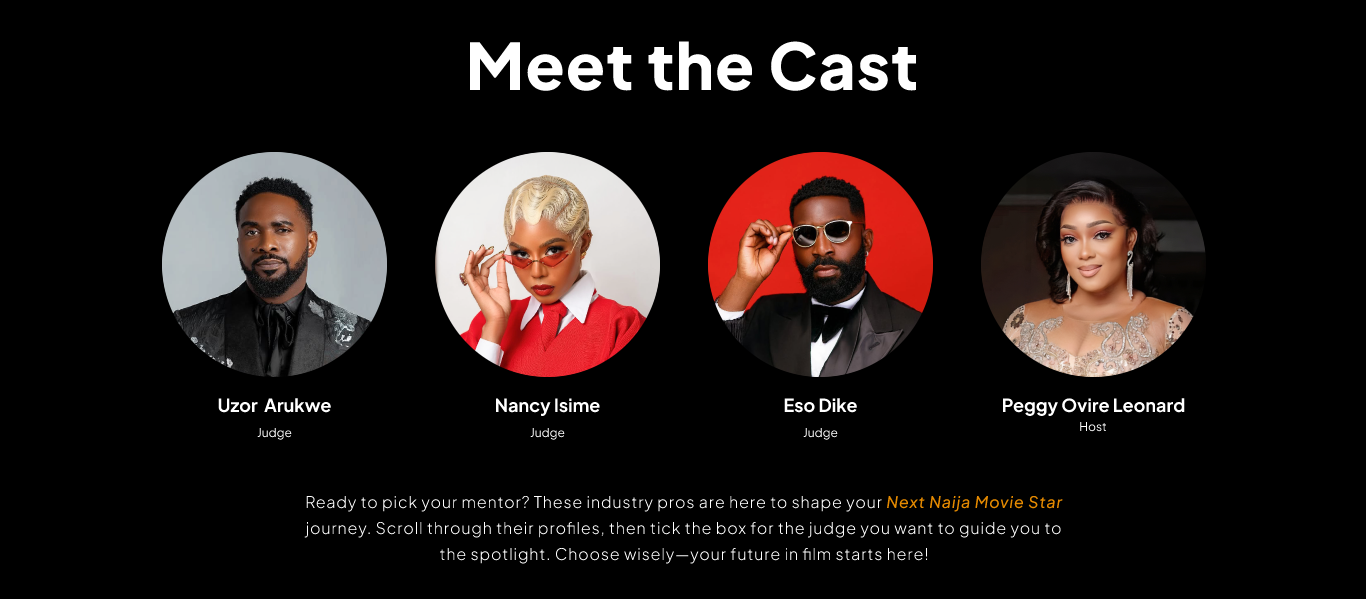 Meet the Cast
Uzor Arukwe
Judge
Nancy Isime
Judge
Eso Dike
Judge
Peggy Ovire Leonard
Host
Ready to pick your mentor? These industry pros are here to shape your Next Naija Movie Star
journey. Scroll through their profiles, then tick the box for the judge you want to guide you to
the spotlight. Choose wisely—your future in film starts here!